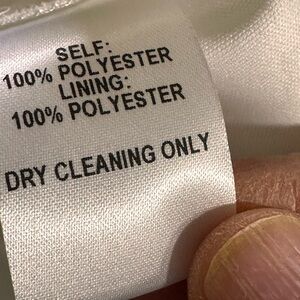 SELF:
100% POLYESTER
LINING:
100% POLYESTER
DRY CLEANING ONLY